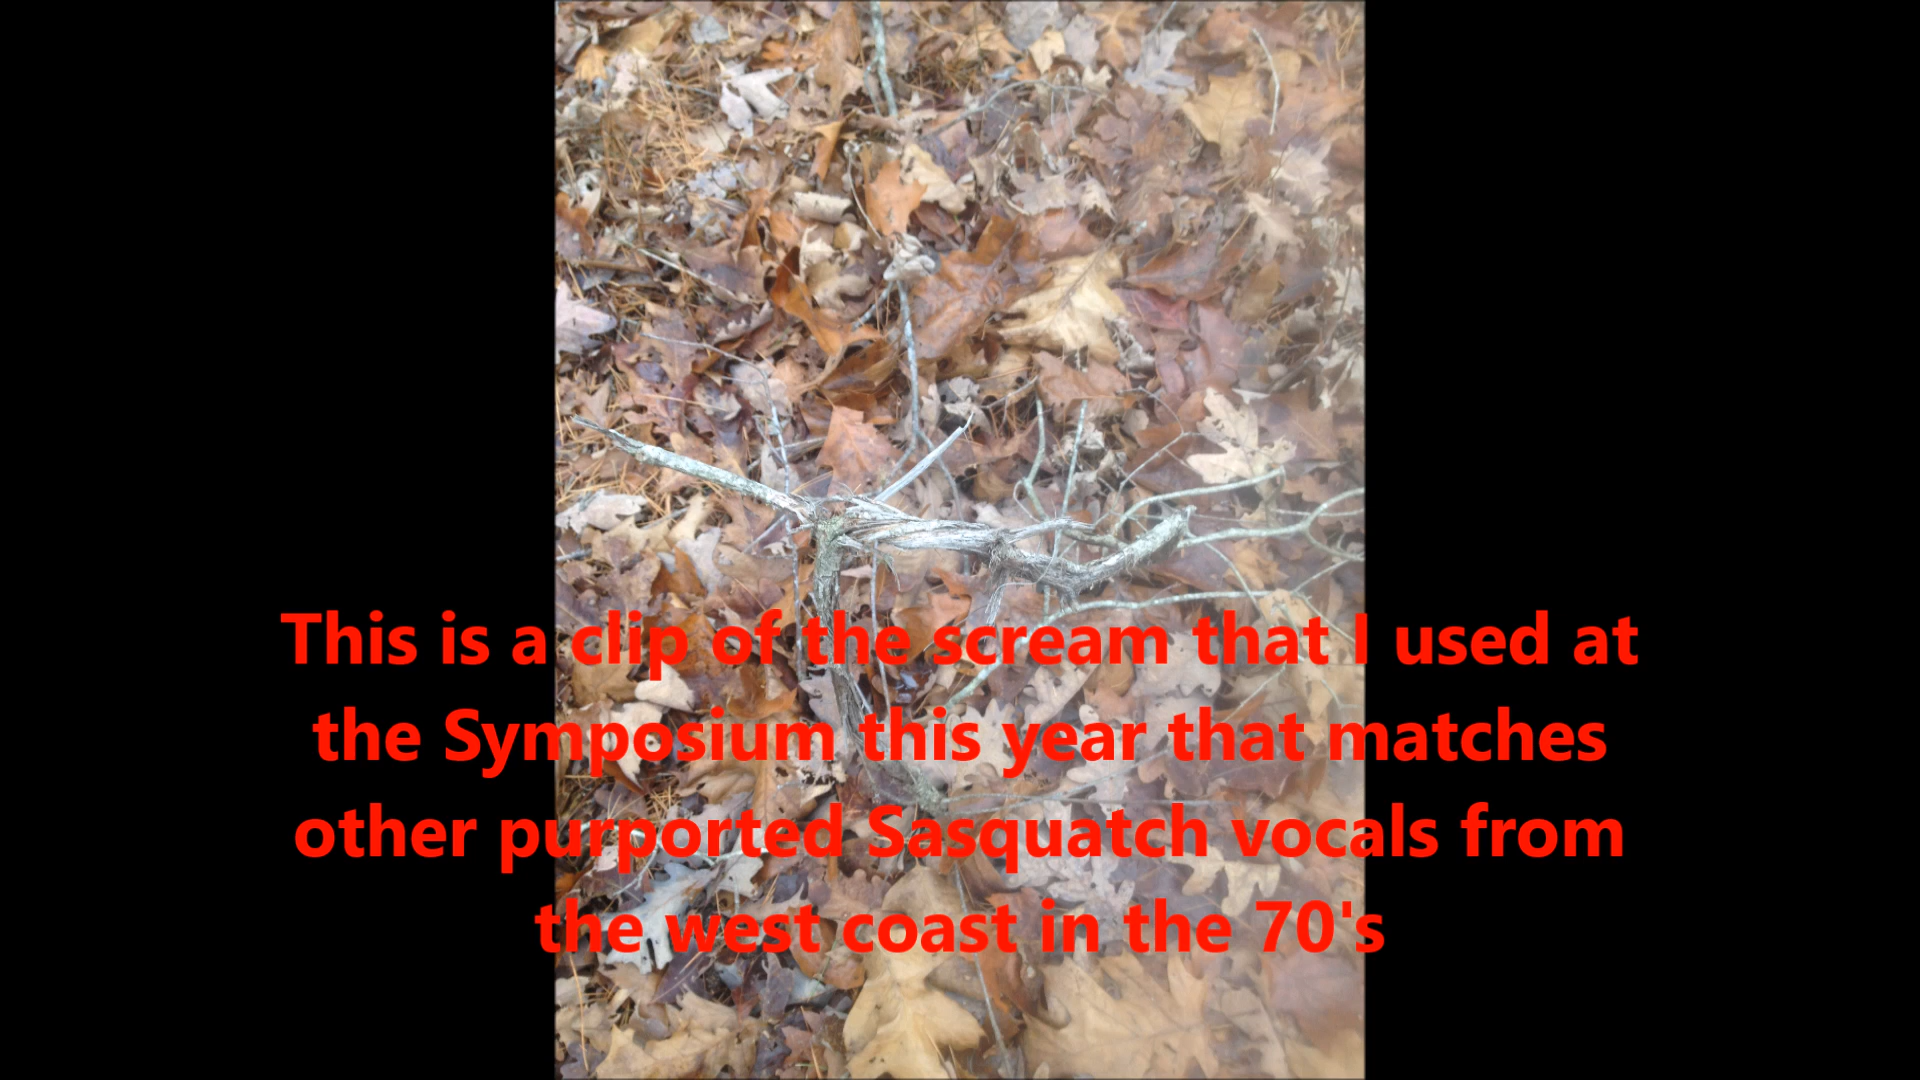 This is a clip of the scream that I used at
the Symposium this year that matches
other purported Sasquatch vocals from
the west coast in the 70's